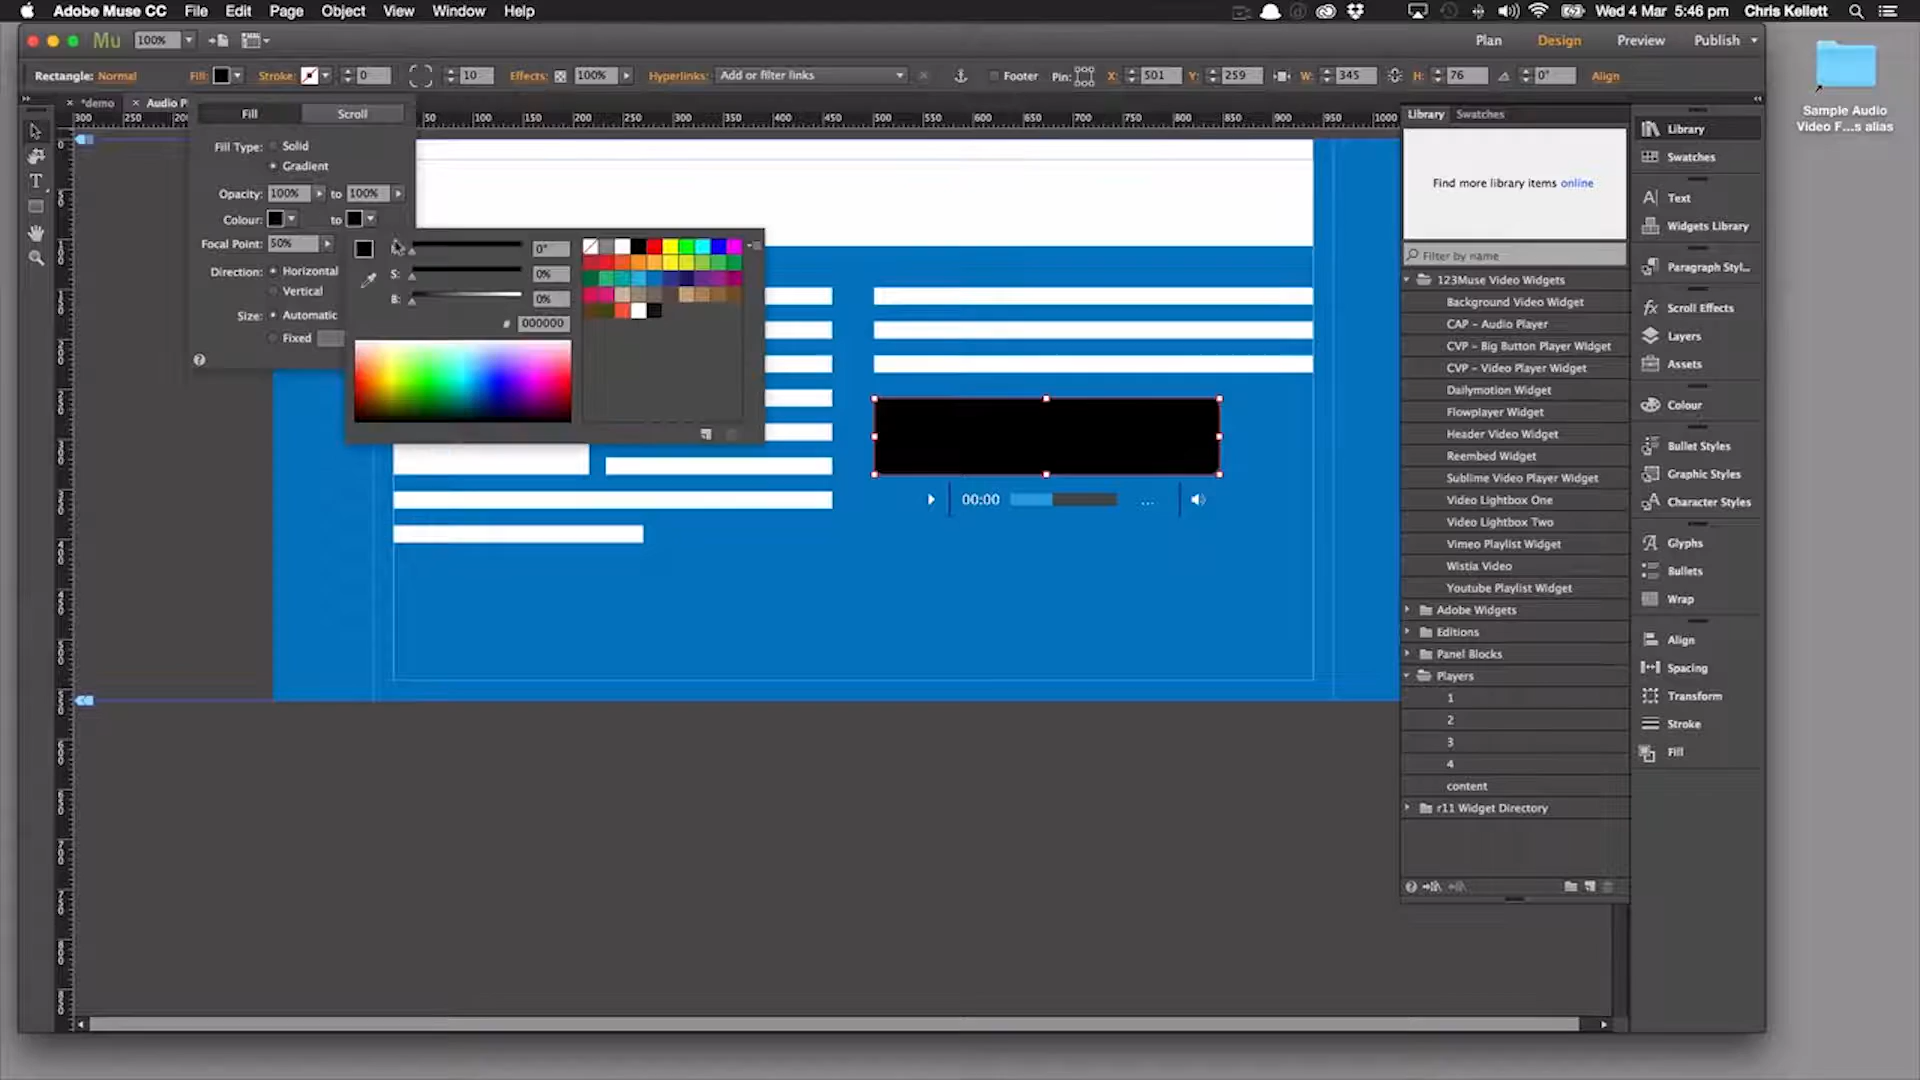 Adobe Muse CC File Edit Page Object View Window Help Wed 4 Mar 5:46 pm Chris Kellett
Mu 100% Plan Design Preview Publish
Rectangle: Normal Fill: Stroke: 0 10 Effects: 100% Hyperlinks: Add or filter links Footer Pin: X: 501 Y: 259 W: 345 H: 76 0° Align
*demo Audio P
Fill Scroll
300 250 200 50 100 150 200 250 300 350 400 450 500 550 600 650 700 750 800 850 900 950 1000
Fill Type: Solid
Gradient
Opacity: 100% to 100%
Colour: to
Focal Point: 50%
Direction: Horizontal
Vertical
Size: Automatic
Fixed
0°
S: 0%
B: 0%
# 000000
00:00 ...
Library Swatches
Find more library items online
Filter by name
123Muse Video Widgets
Background Video Widget
CAP - Audio Player
CVP - Big Button Player Widget
CVP - Video Player Widget
Dailymotion Widget
Flowplayer Widget
Header Video Widget
Reembed Widget
Sublime Video Player Widget
Video Lightbox One
Video Lightbox Two
Vimeo Playlist Widget
Wistia Video
Youtube Playlist Widget
Adobe Widgets
Editions
Panel Blocks
Players
1
2
3
4
content
r11 Widget Directory
Library
Swatches
Text
Widgets Library
Paragraph Styl...
Scroll Effects
Layers
Assets
Colour
Bullet Styles
Graphic Styles
Character Styles
Glyphs
Bullets
Wrap
Align
Spacing
Transform
Stroke
Fill
Sample Audio
Video F...s alias